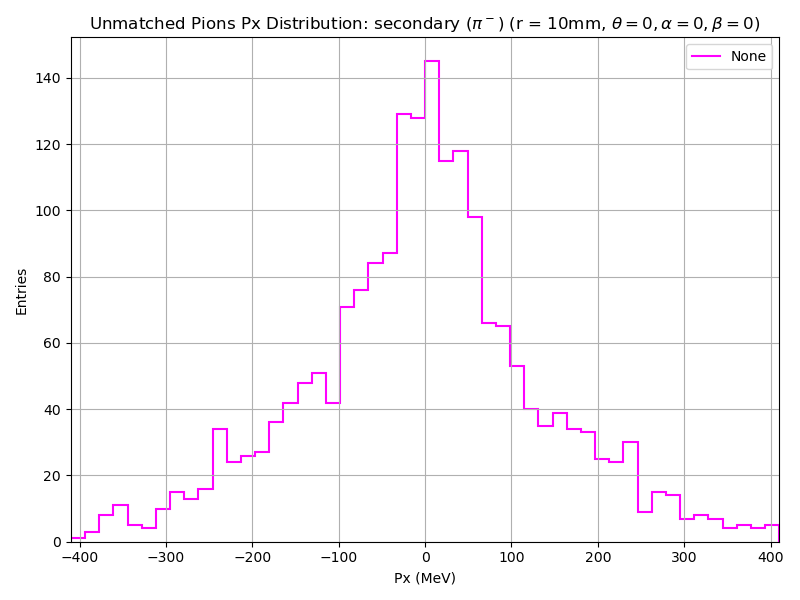 Unmatched Pions Px Distribution: secondary (π⁻) (r = 10mm, θ = 0, α = 0, β = 0)
None
Entries
140
120
100
80
60
40
20
0
−400 −300 −200 −100 0 100 200 300 400
Px (MeV)